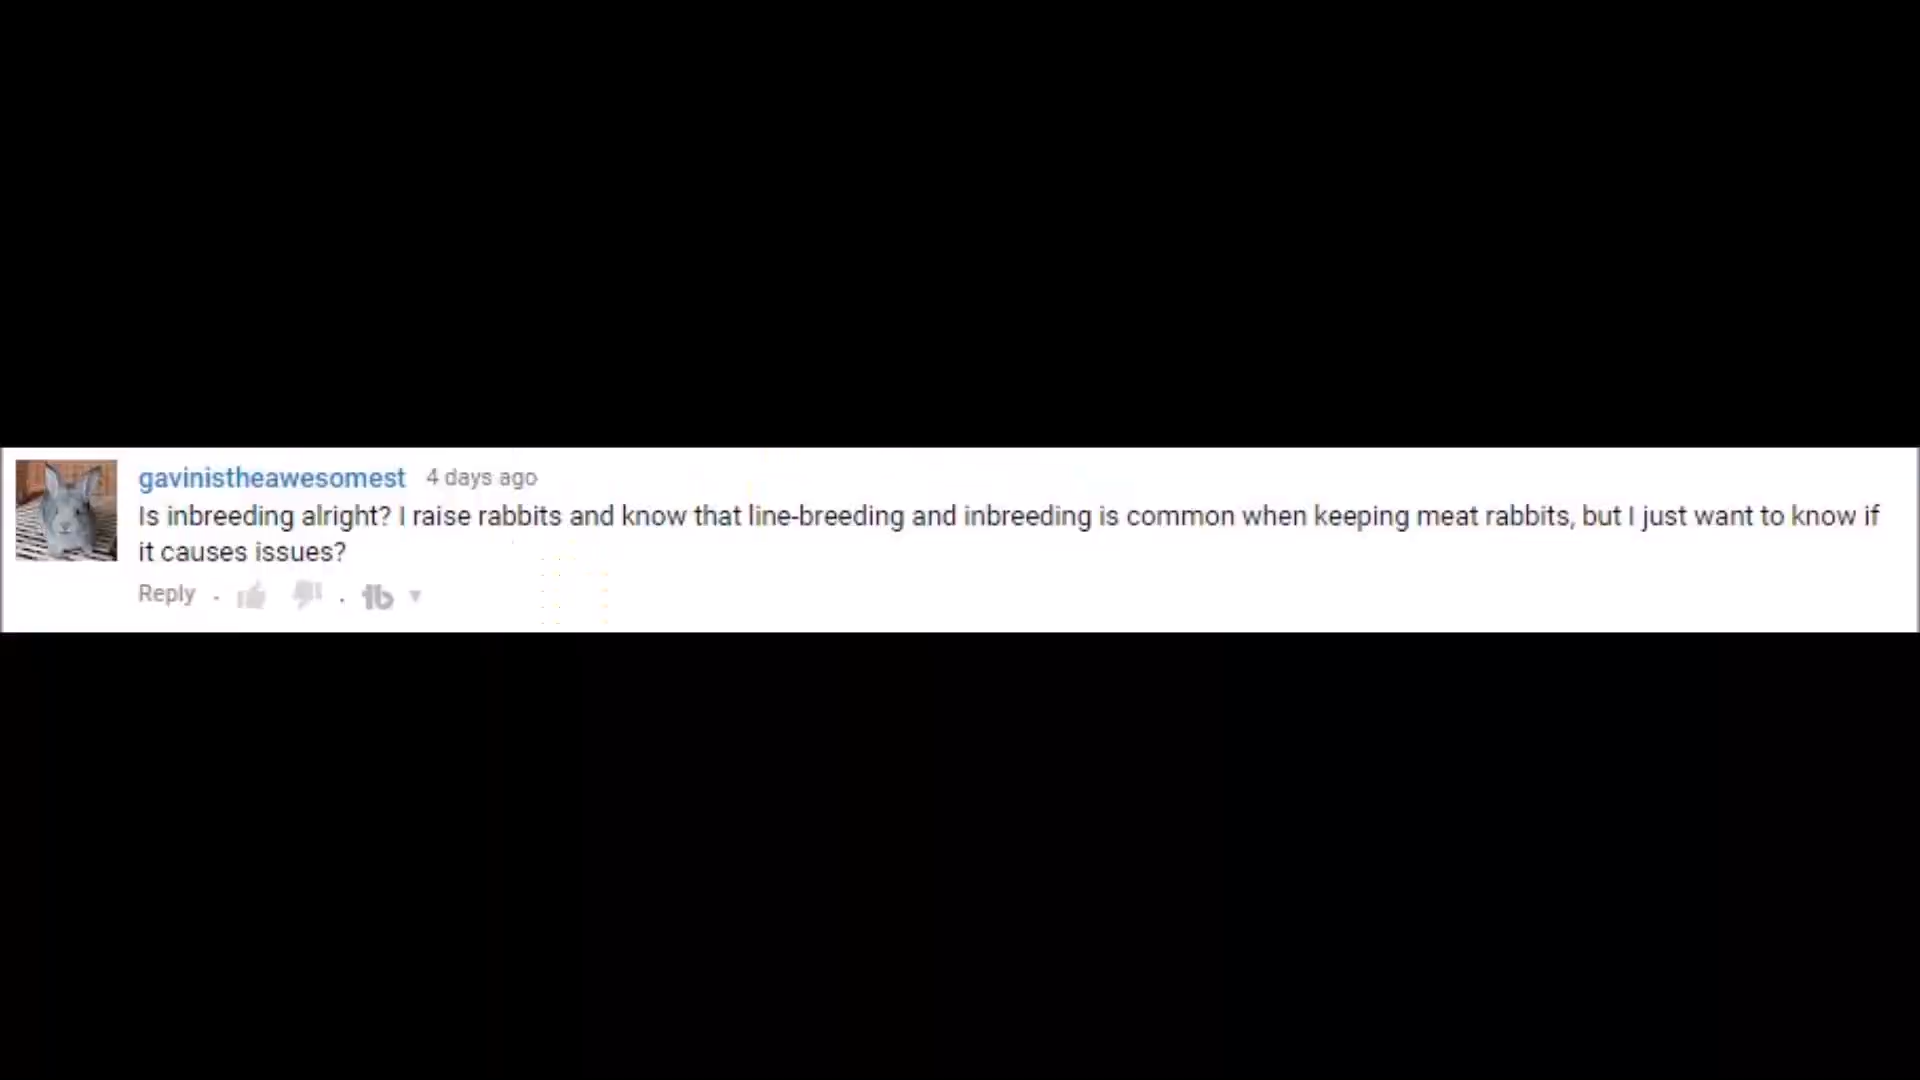 gavinistheawesomest 4 days ago
Is inbreeding alright? I raise rabbits and know that line-breeding and inbreeding is common when keeping meat rabbits, but I just want to know if
it causes issues?
Reply . . tb